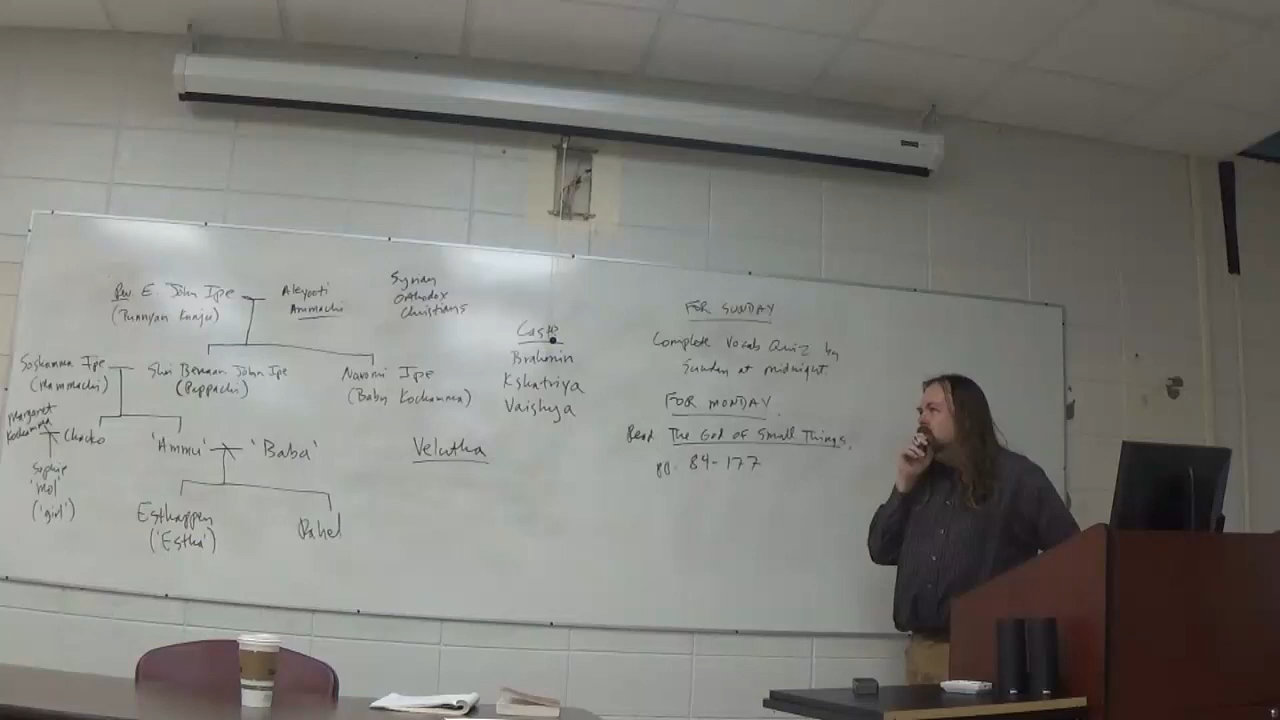 Rev E. John Ipe
(Punnyan Kunju)
Aleyooti
Ammachi
Syrian
Orthodox
Christians
Soshamma Ipe
(Mammachi)
Shri Benaan John Ipe
(Pappachi)
Navomi Ipe
(Baby Kochamma)
Margaret
Kochamma
Chacko
'Ammu'
'Baba'
Sophie
'mol'
('girl')
Esthappen
('Estha')
Rahel
Velutha
Caste
Brahmin
Kshatriya
Vaishya
FOR SUNDAY
Complete Vocab Quiz by
Sunday at midnight
FOR MONDAY
Read The God of Small Things,
pp. 84-177